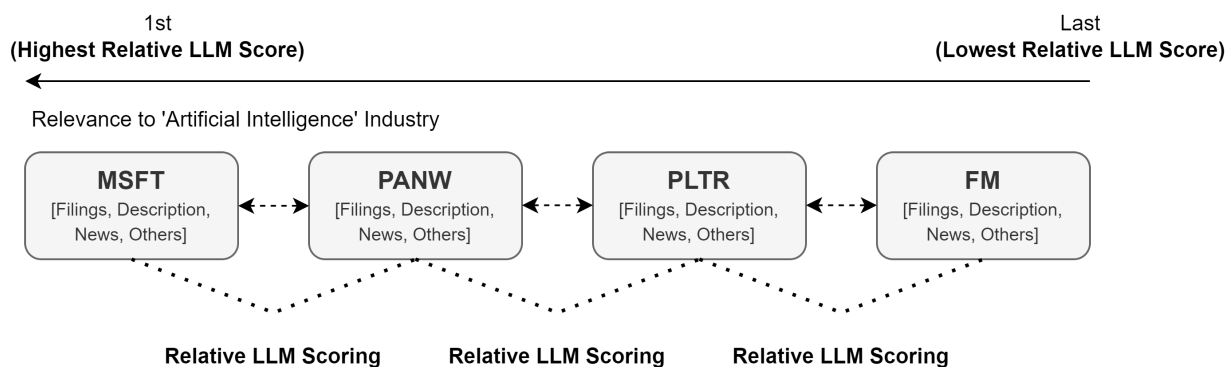 1st
(Highest Relative LLM Score)
Last
(Lowest Relative LLM Score)
Relevance to 'Artificial Intelligence' Industry
MSFT
[Filings, Description,
News, Others]
PANW
[Filings, Description,
News, Others]
PLTR
[Filings, Description,
News, Others]
FM
[Filings, Description,
News, Others]
Relative LLM Scoring
Relative LLM Scoring
Relative LLM Scoring